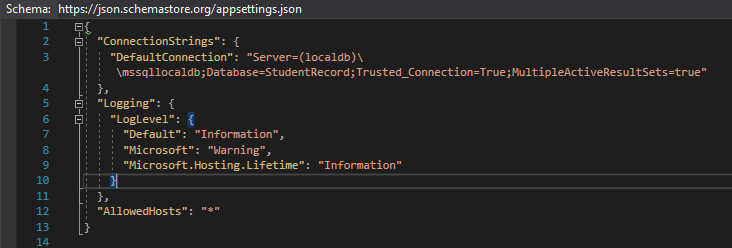 Schema: https://json.schemastore.org/appsettings.json
1 {
2 "ConnectionStrings": {
3 "DefaultConnection": "Server=(localdb)\
\mssqllocaldb;Database=StudentRecord;Trusted_Connection=True;MultipleActiveResultSets=true"
4 },
5 "Logging": {
6 "LogLevel": {
7 "Default": "Information",
8 "Microsoft": "Warning",
9 "Microsoft.Hosting.Lifetime": "Information"
10 }
11 },
12 "AllowedHosts": "*"
13 }
14